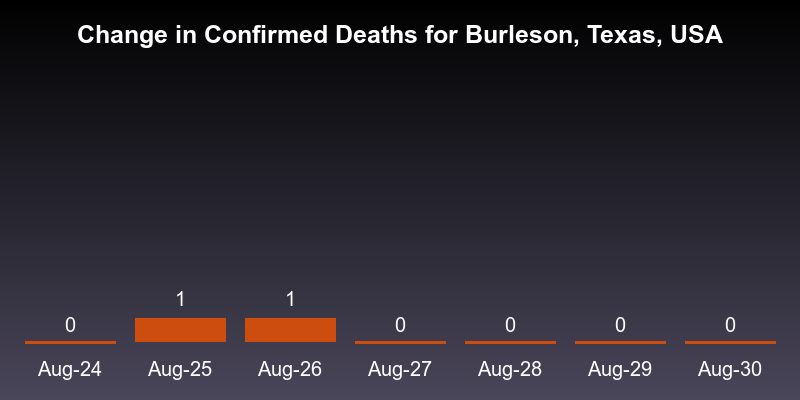 Change in Confirmed Deaths for Burleson, Texas, USA
0 1 1 0 0 0 0
Aug-24 Aug-25 Aug-26 Aug-27 Aug-28 Aug-29 Aug-30